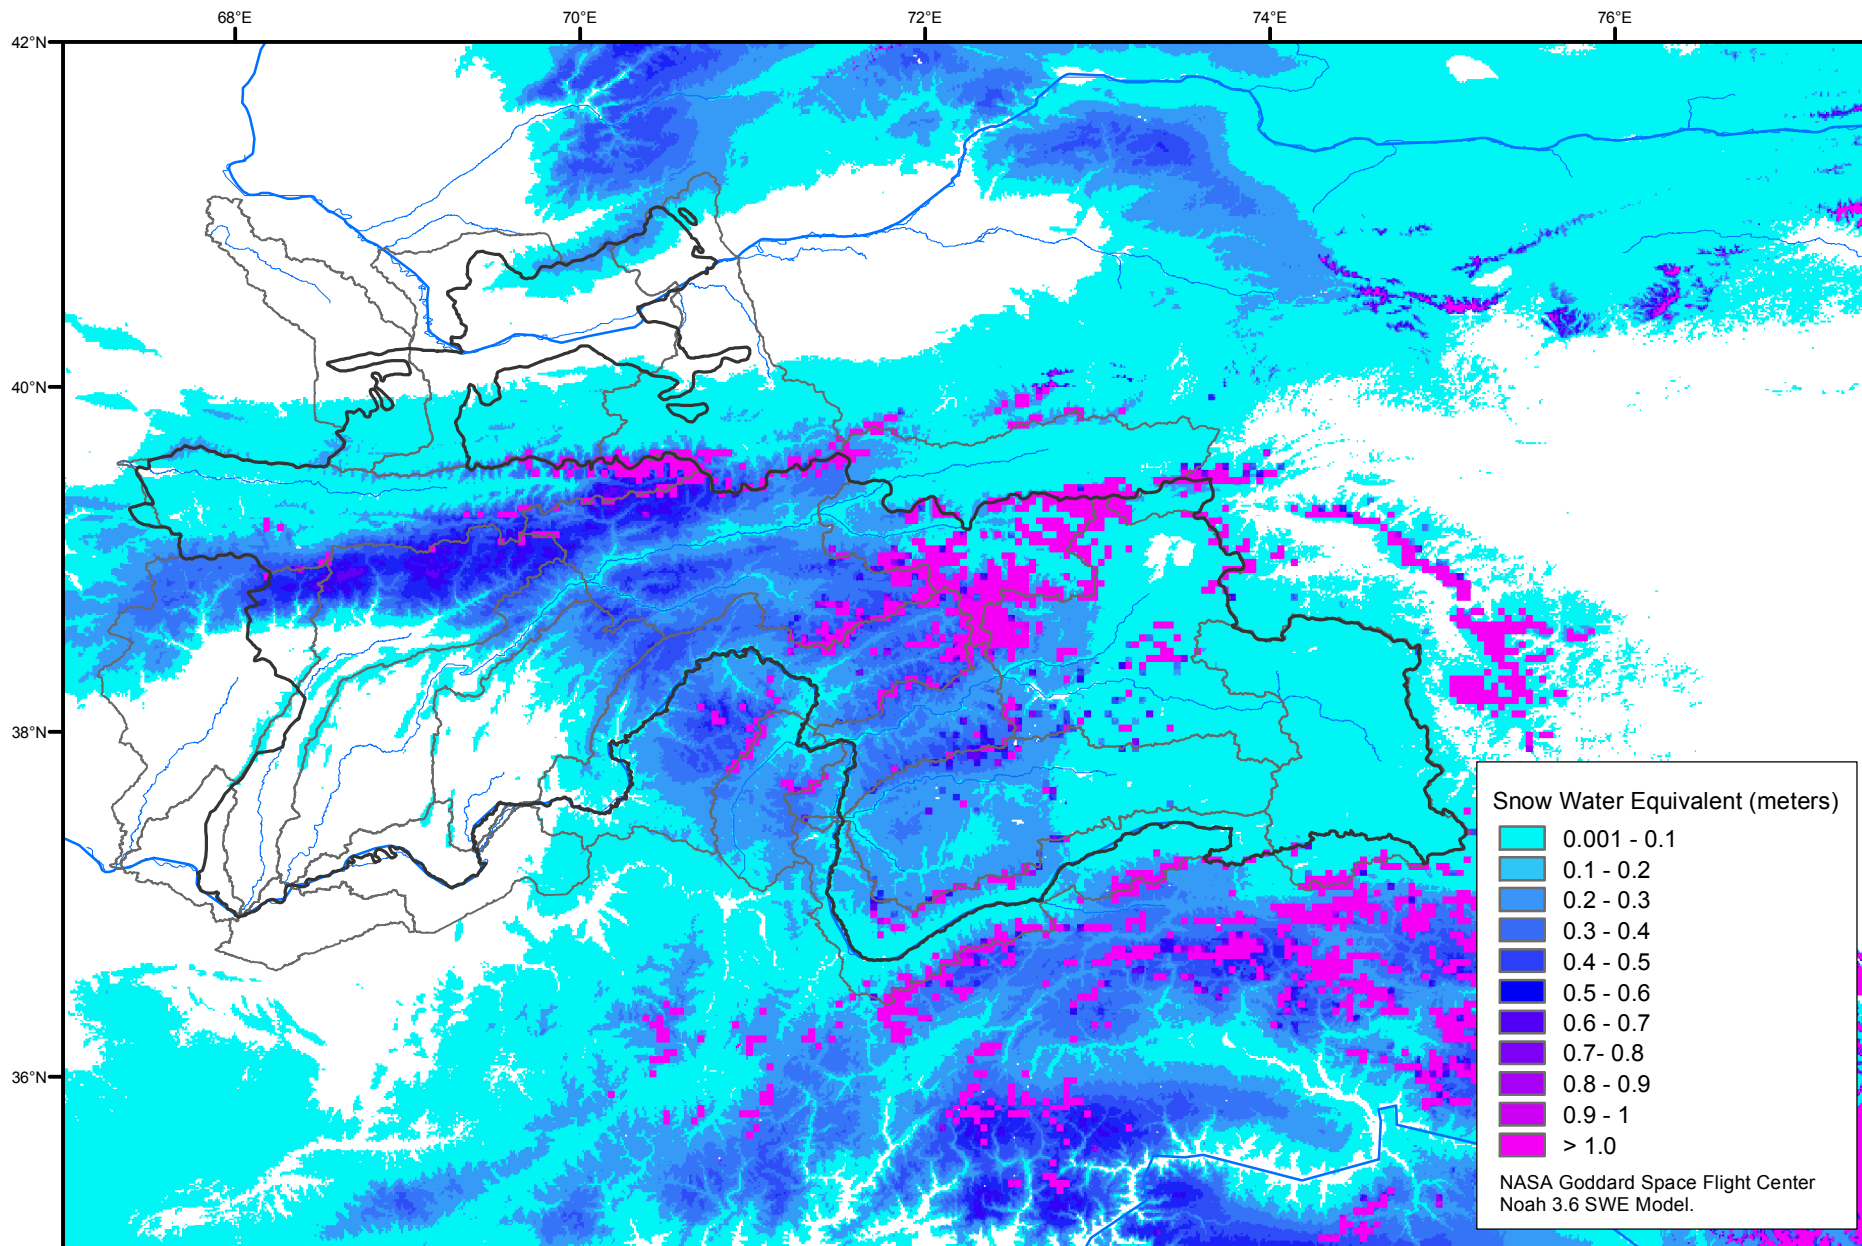 68°E 70°E 72°E 74°E 76°E
42°N
40°N
38°N
36°N
Snow Water Equivalent (meters)
0.001 - 0.1
0.1 - 0.2
0.2 - 0.3
0.3 - 0.4
0.4 - 0.5
0.5 - 0.6
0.6 - 0.7
0.7- 0.8
0.8 - 0.9
0.9 - 1
> 1.0
NASA Goddard Space Flight Center
Noah 3.6 SWE Model.